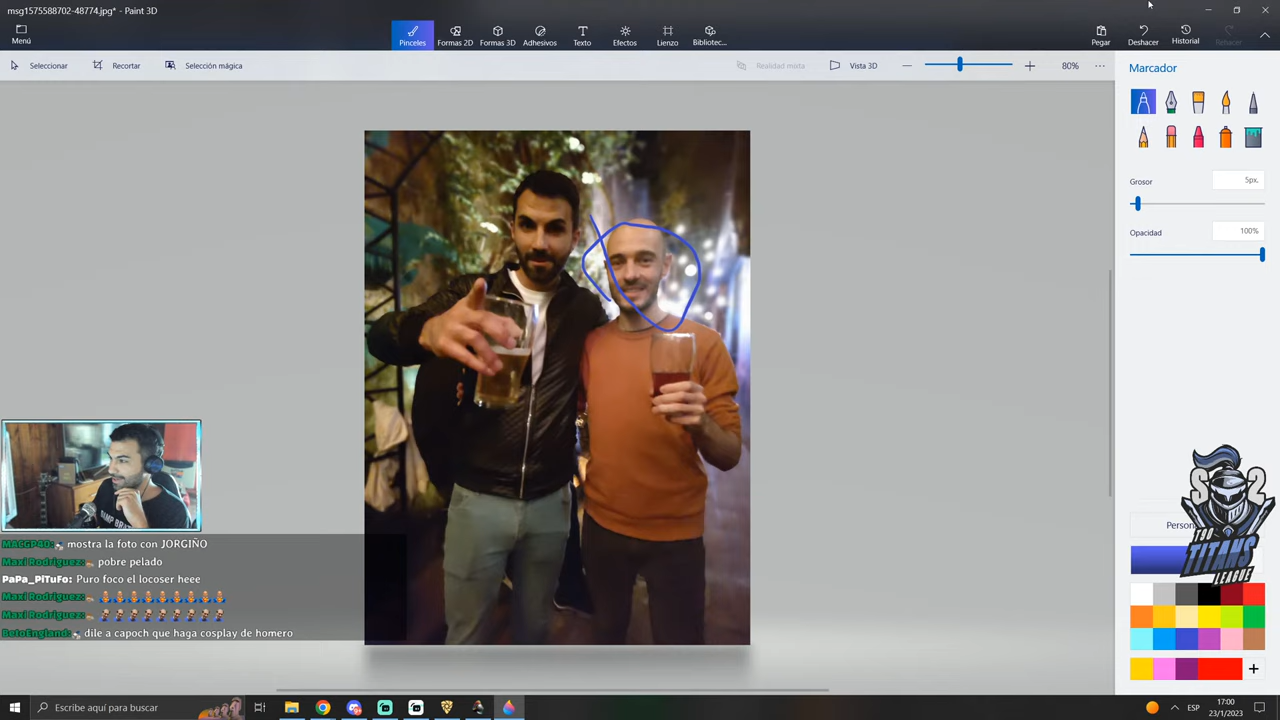 msg1575588702-48774.jpg* - Paint 3D
Menú
Pinceles
Formas 2D
Formas 3D
Adhesivos
Texto
Efectos
Lienzo
Bibliotec...
Pegar
Deshacer
Historial
Rehacer
Seleccionar
Recortar
Selección mágica
Realidad mixta
Vista 3D
80%
Marcador
Grosor
5px.
Opacidad
100%
MACGP40: mostra la foto con JORGIÑO
Maxi Rodriguez: pobre pelado
PaPa_PiTuFo: Puro foco el locoser heee
Maxi Rodriguez:
Maxi Rodriguez:
BetoEngland: dile a capoch que haga cosplay de homero
TITANS
LEAGUE
Escribe aquí para buscar
ESP
17:00
23/1/2023